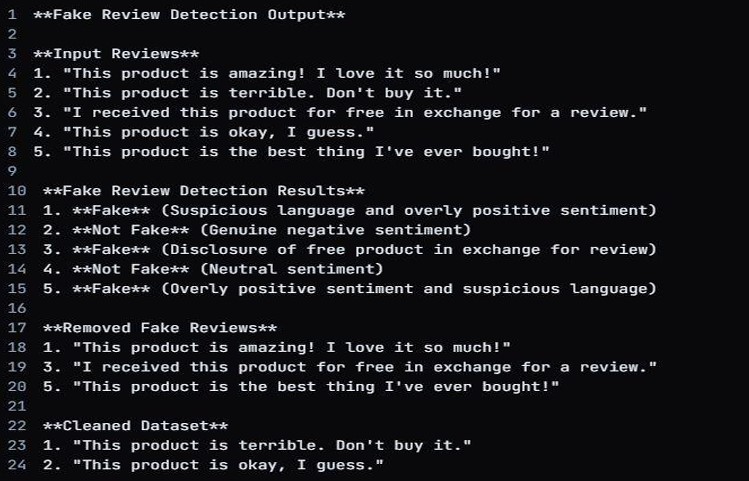 1 **Fake Review Detection Output**
2
3 **Input Reviews**
4 1. "This product is amazing! I love it so much!"
5 2. "This product is terrible. Don't buy it."
6 3. "I received this product for free in exchange for a review."
7 4. "This product is okay, I guess."
8 5. "This product is the best thing I've ever bought!"
9
10 **Fake Review Detection Results**
11 1. **Fake** (Suspicious language and overly positive sentiment)
12 2. **Not Fake** (Genuine negative sentiment)
13 3. **Fake** (Disclosure of free product in exchange for review)
14 4. **Not Fake** (Neutral sentiment)
15 5. **Fake** (Overly positive sentiment and suspicious language)
16
17 **Removed Fake Reviews**
18 1. "This product is amazing! I love it so much!"
19 3. "I received this product for free in exchange for a review."
20 5. "This product is the best thing I've ever bought!"
21
22 **Cleaned Dataset**
23 1. "This product is terrible. Don't buy it."
24 2. "This product is okay, I guess."